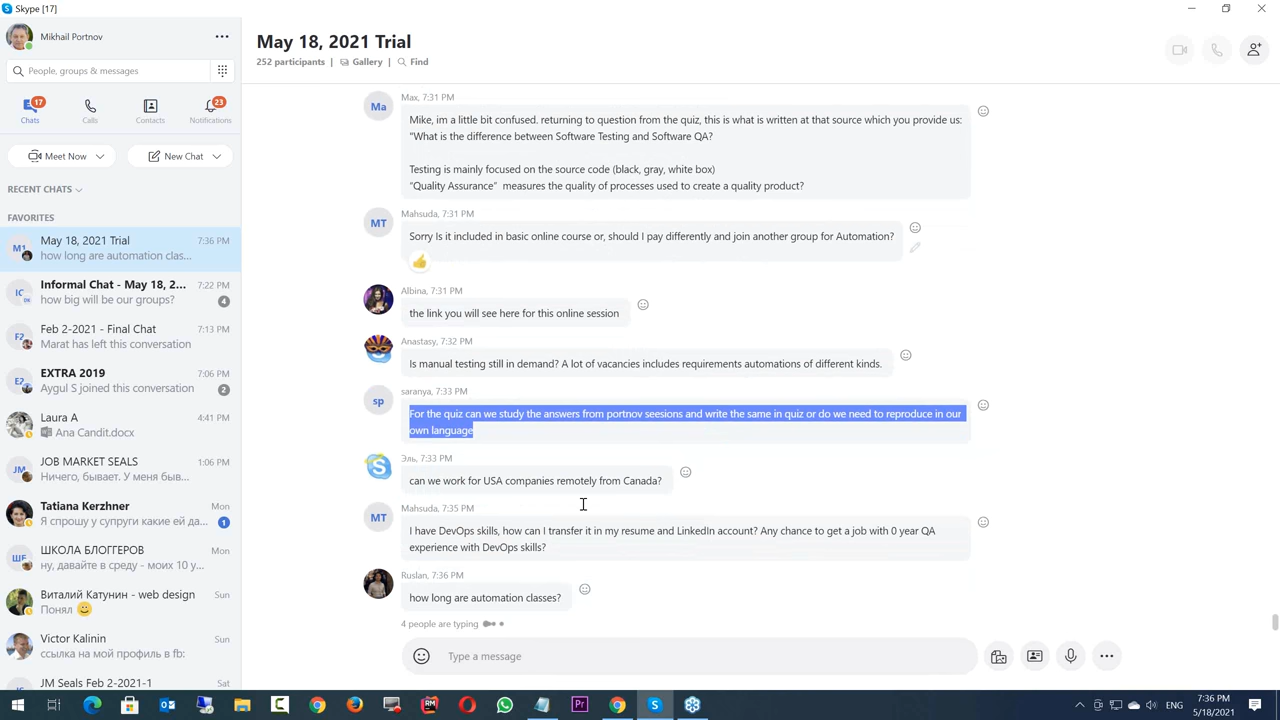 Skype [17]
Mikhail Portnov
People, groups & messages
17
23
Chats
Calls
Contacts
Notifications
Meet Now
New Chat
RECENT CHATS
FAVORITES
M1
May 18, 2021 Trial
7:36 PM
how long are automation clas...
IC
Informal Chat - May 18, 2...
7:22 PM
how big will be our groups?
4
F2
Feb 2-2021 - Final Chat
7:13 PM
Marat has left this conversation
E2
EXTRA 2019
7:06 PM
Aygul S joined this conversation
2
Laura A
4:41 PM
Ana Candit.docx
JM
JOB MARKET SEALS
1:06 PM
Ничего, бывает. У меня быв...
Tatiana Kerzhner
Mon
Я спрошу у супруги какие ей да...
1
ШКОЛА БЛОГГЕРОВ
Mon
ну, давайте в среду - моих 10 у...
Виталий Катунин - web design
Sun
Понял
Victor Kalinin
Sun
ссылка на мой профиль в fb:
JM Seals Feb 2-2021-1
Sat
May 18, 2021 Trial
252 participants | Gallery | Find
Ma
Max, 7:31 PM
Mike, im a little bit confused. returning to question from the quiz, this is what is written at that source which you provide us:
"What is the difference between Software Testing and Software QA?
Testing is mainly focused on the source code (black, gray, white box)
“Quality Assurance” measures the quality of processes used to create a quality product?
MT
Mahsuda, 7:31 PM
Sorry Is it included in basic online course or, should I pay differently and join another group for Automation?
Albina, 7:31 PM
the link you will see here for this online session
Anastasy, 7:32 PM
Is manual testing still in demand? A lot of vacancies includes requirements automations of different kinds.
sp
saranya, 7:33 PM
For the quiz can we study the answers from portnov seesions and write the same in quiz or do we need to reproduce in our
own language
Эль, 7:33 PM
can we work for USA companies remotely from Canada?
MT
Mahsuda, 7:35 PM
I have DevOps skills, how can I transfer it in my resume and LinkedIn account? Any chance to get a job with 0 year QA
experience with DevOps skills?
Ruslan, 7:36 PM
how long are automation classes?
4 people are typing
Type a message
ENG
7:36 PM
5/18/2021